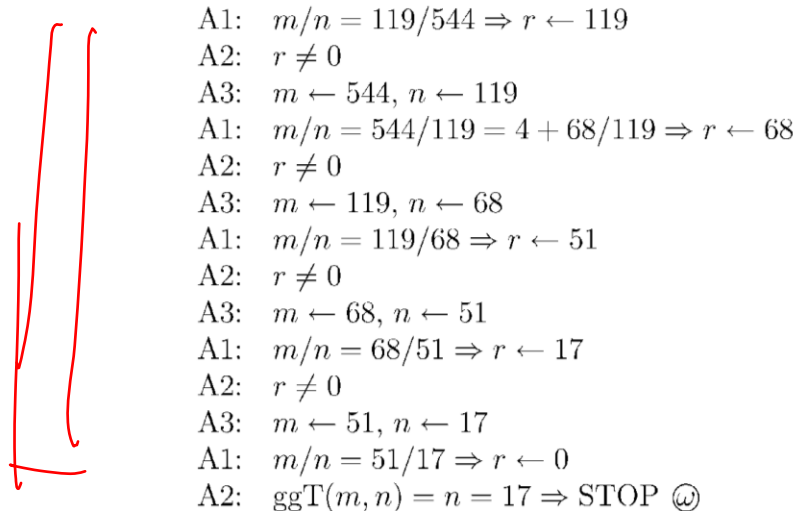 A1: m/n = 119/544 ⇒ r ← 119
A2: r ≠ 0
A3: m ← 544, n ← 119
A1: m/n = 544/119 = 4 + 68/119 ⇒ r ← 68
A2: r ≠ 0
A3: m ← 119, n ← 68
A1: m/n = 119/68 ⇒ r ← 51
A2: r ≠ 0
A3: m ← 68, n ← 51
A1: m/n = 68/51 ⇒ r ← 17
A2: r ≠ 0
A3: m ← 51, n ← 17
A1: m/n = 51/17 ⇒ r ← 0
A2: ggT(m, n) = n = 17 ⇒ STOP ⓦ